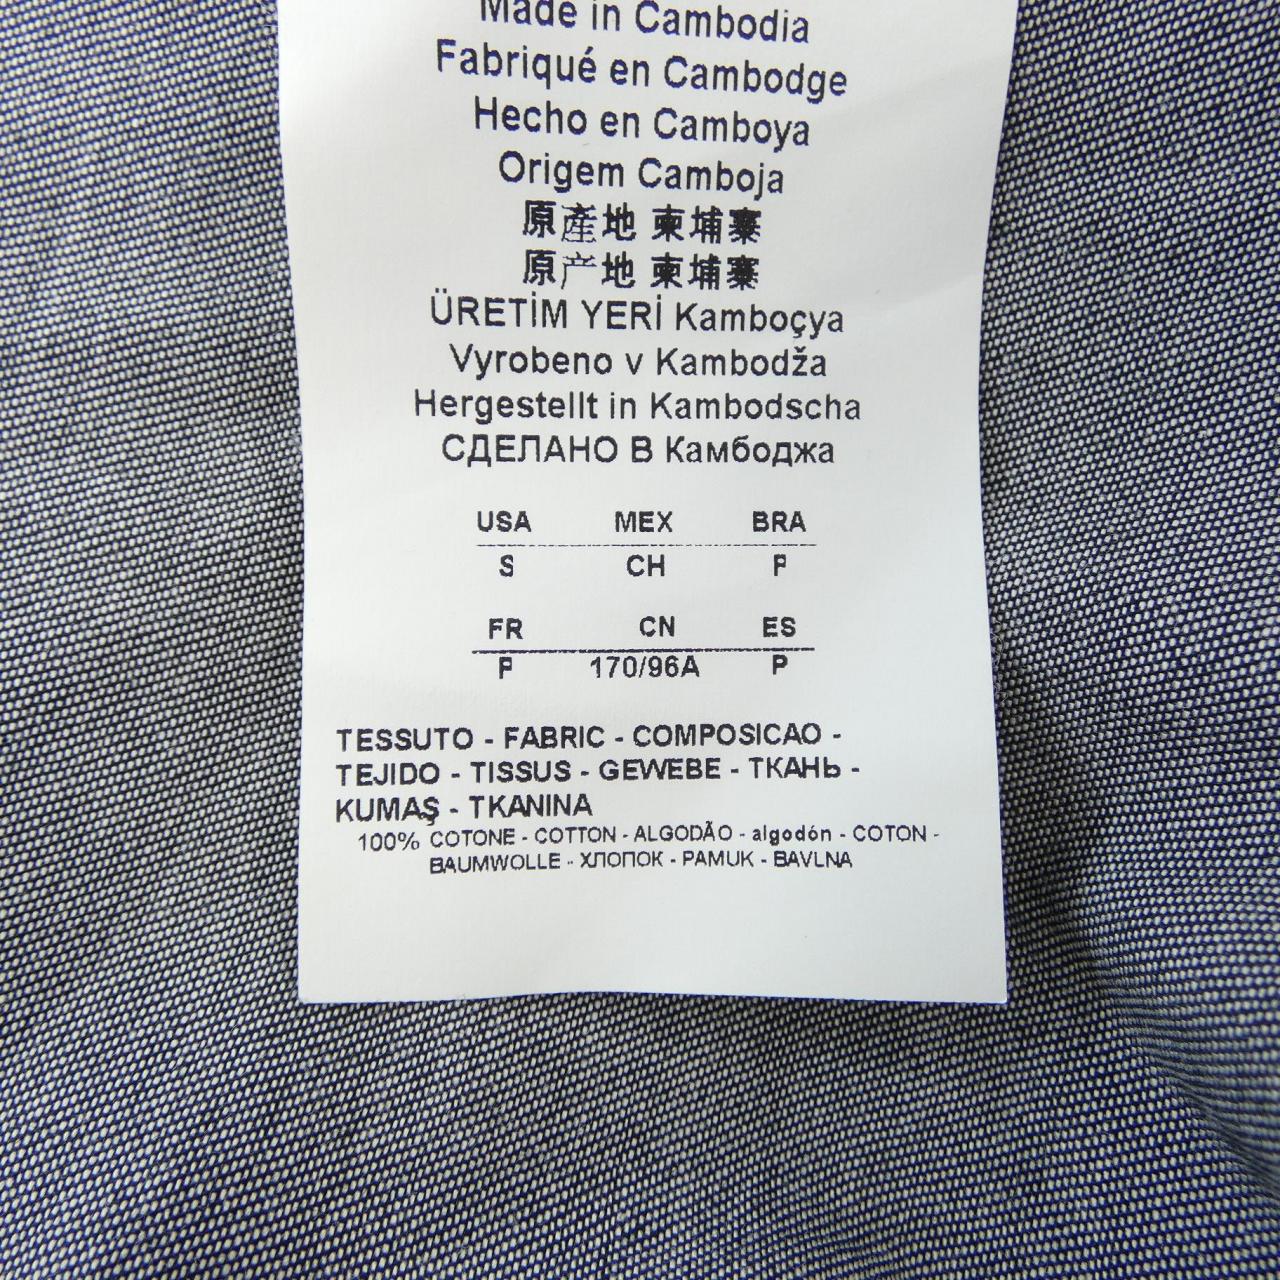 Made in Cambodia
Fabriqué en Cambodge
Hecho en Camboya
Origem Camboja
原產地 柬埔寨
原产地 柬埔寨
ÜRETİM YERİ Kamboçya
Vyrobeno v Kambodža
Hergestellt in Kambodscha
СДЕЛАНО В Камбоджа
USA MEX BRA
S CH P
FR CN ES
P 170/96A P
TESSUTO - FABRIC - COMPOSICAO -
TEJIDO - TISSUS - GEWEBE - ТКАНЬ -
KUMAŞ - TKANINA
100% COTONE - COTTON - ALGODÃO - algodón - COTON -
BAUMWOLLE - ХЛОПОК - PAMUK - BAVLNA